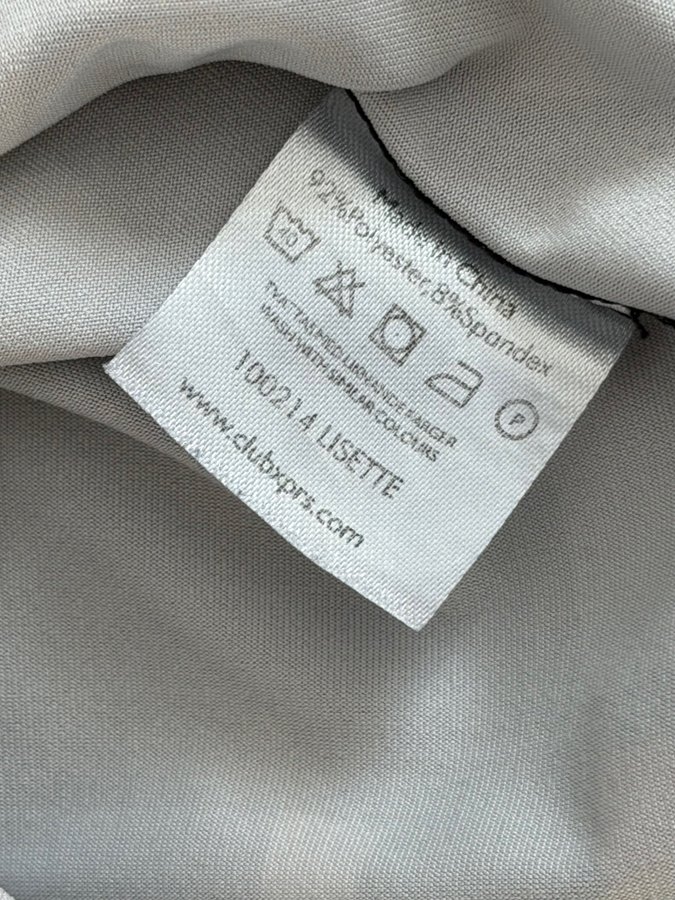 Made in China
92%Polyester,8%Spandex
40
P
TVÄTTA MED LIKNANDE FÄRGER
WASH WITH SIMILAR COLOURS
100214 LISETTE
www.clubxprs.com